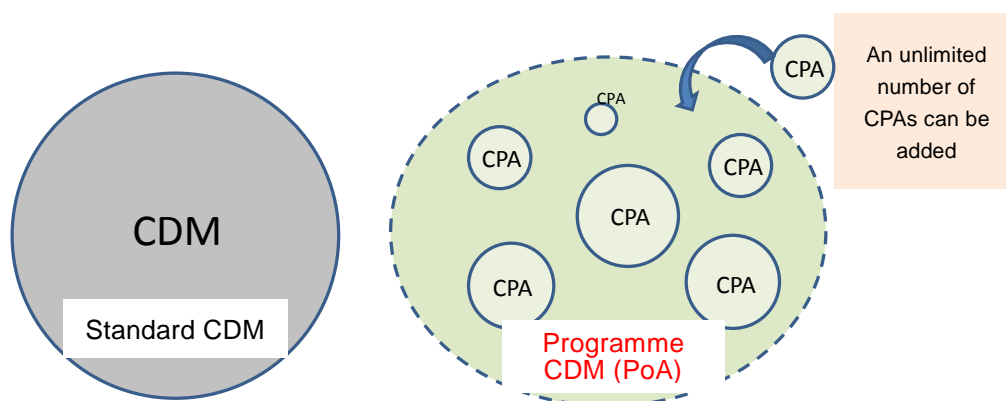 CDM
Standard CDM
CPA
CPA
CPA
CPA
CPA
CPA
Programme
CDM (PoA)
CPA
An unlimited
number of
CPAs can be
added